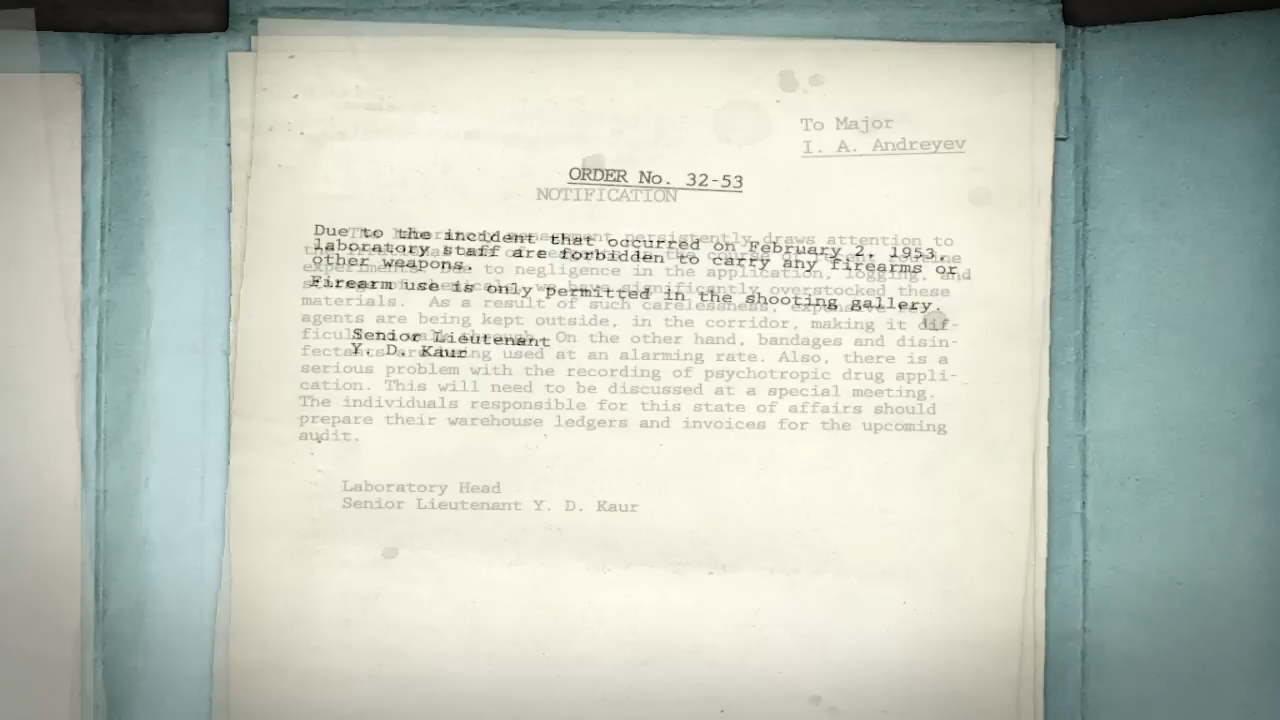 To Major
I. A. Andreyev
ORDER No. 32-53
NOTIFICATION
Due to the incident that occurred on February 2, 1953,
laboratory staff are forbidden to carry any firearms or
other weapons.
Firearm use is only permitted in the shooting gallery.
Senior Lieutenant
Y. D. Kaur
persistently draws attention to
routine
experiments. Due to negligence in the application, logging, and
significantly overstocked these
materials. As a result of such carelessness, expensive
agents are being kept outside, in the corridor, making it dif-
On the other hand, bandages and disin-
being used at an alarming rate. Also, there is a
serious problem with the recording of psychotropic drug appli-
cation. This will need to be discussed at a special meeting.
The individuals responsible for this state of affairs should
prepare their warehouse ledgers and invoices for the upcoming
audit.
Laboratory Head
Senior Lieutenant Y. D. Kaur